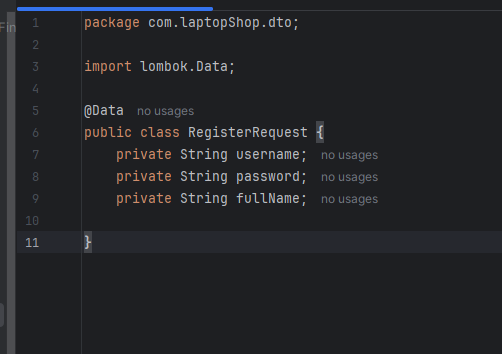 Fin
1 package com.laptopShop.dto;
2
3 import lombok.Data;
4
5 @Data no usages
6 public class RegisterRequest {
7 private String username; no usages
8 private String password; no usages
9 private String fullName; no usages
10
11 }